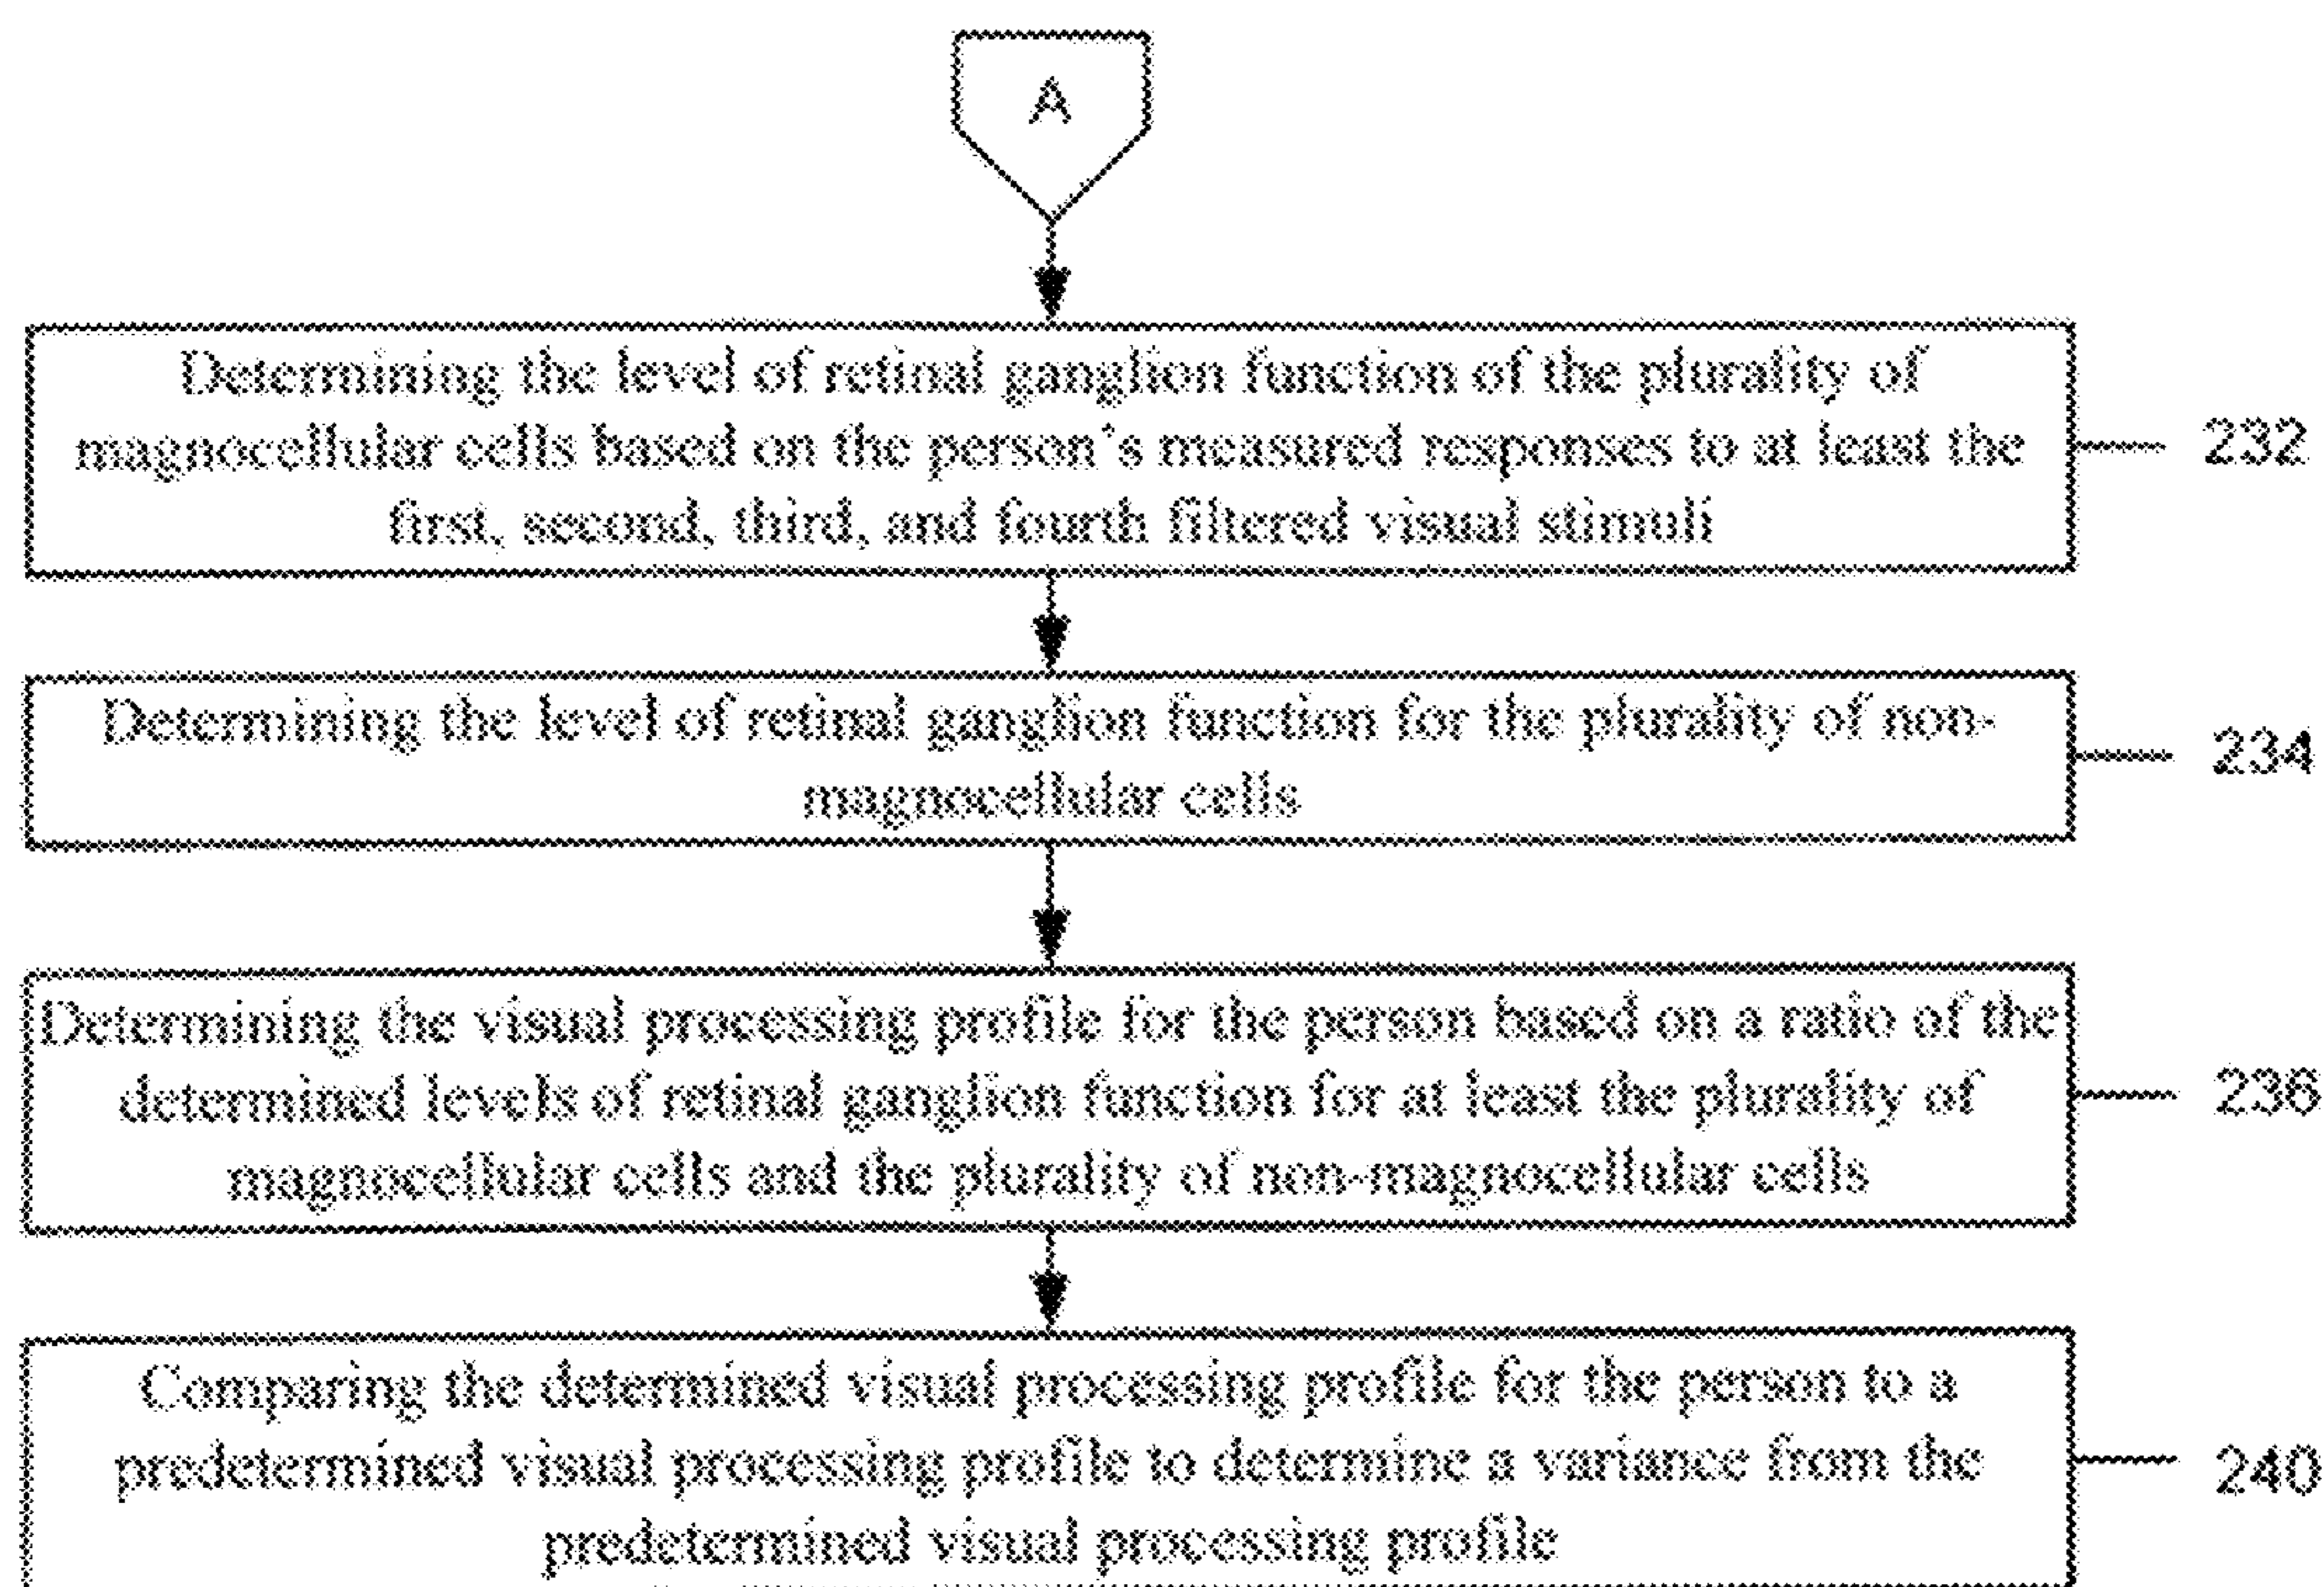 A
Determining the level of retinal ganglion function of the plurality of
magnocellular cells based on the person's measured responses to at least the
first, second, third, and fourth filtered visual stimuli
232
Determining the level of retinal ganglion function for the plurality of non-
magnocellular cells
234
Determining the visual processing profile for the person based on a ratio of the
determined levels of retinal ganglion function for at least the plurality of
magnocellular cells and the plurality of non-magnocellular cells
236
Comparing the determined visual processing profile for the person to a
predetermined visual processing profile to determine a variance from the
predetermined visual processing profile
240